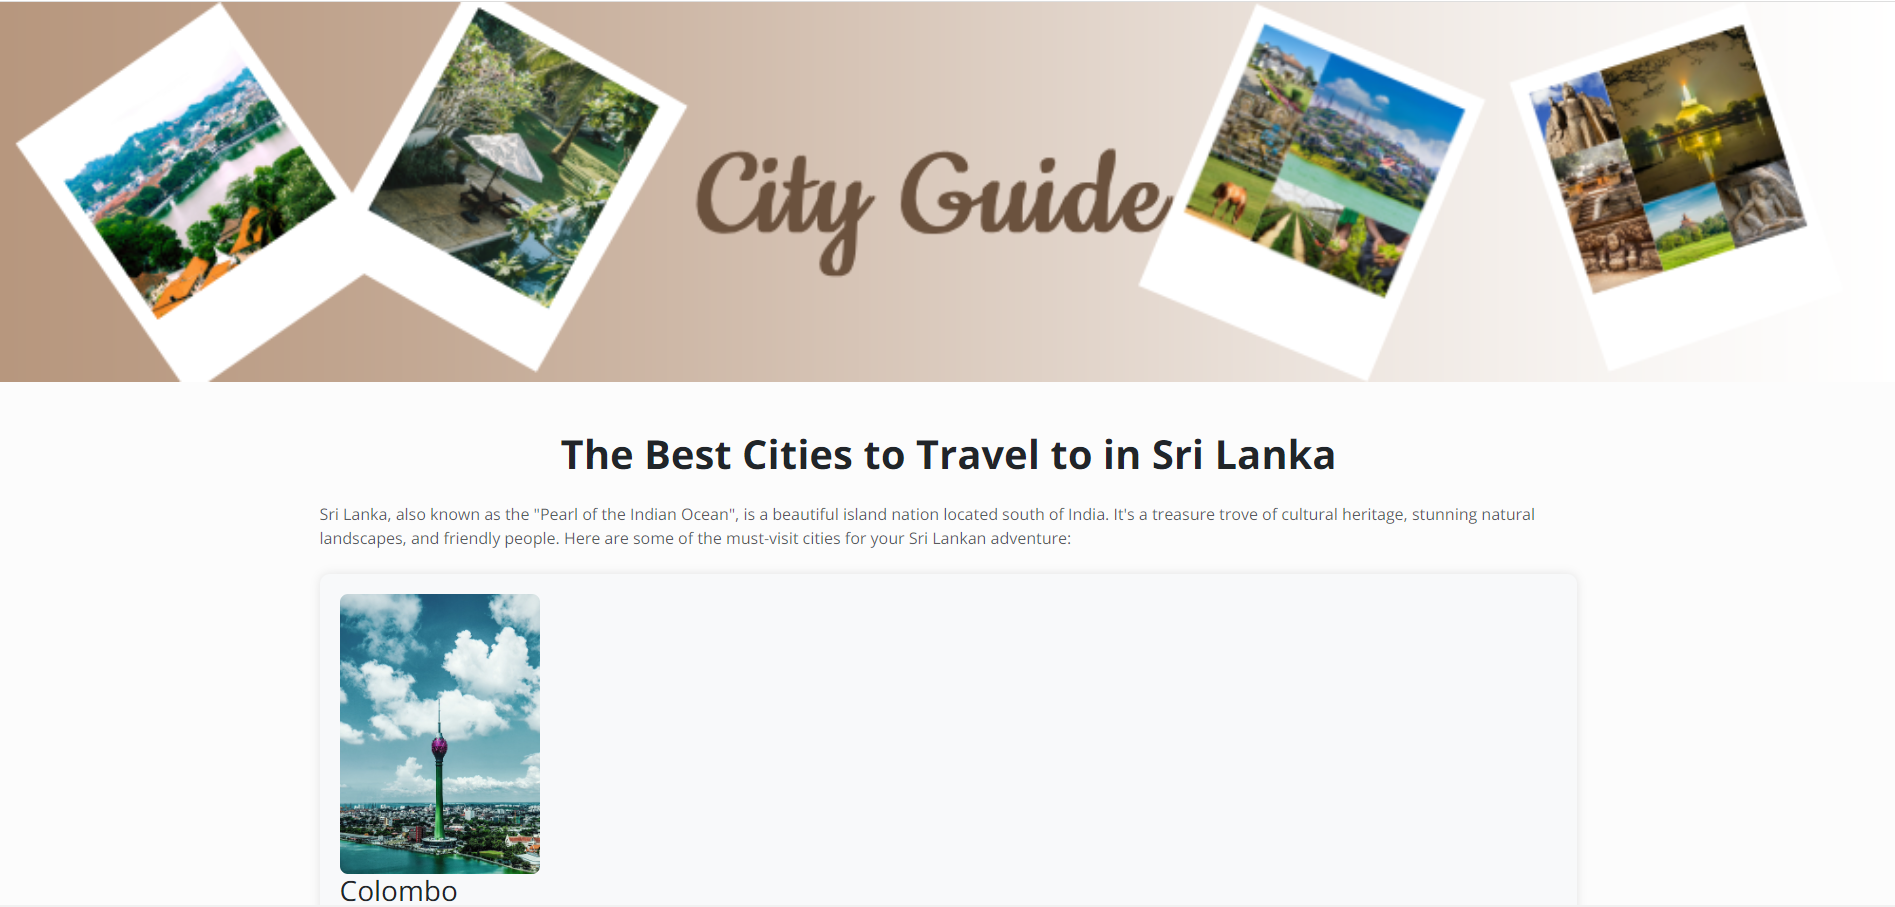 City Guide
The Best Cities to Travel to in Sri Lanka
Sri Lanka, also known as the "Pearl of the Indian Ocean", is a beautiful island nation located south of India. It's a treasure trove of cultural heritage, stunning natural
landscapes, and friendly people. Here are some of the must-visit cities for your Sri Lankan adventure:
Colombo